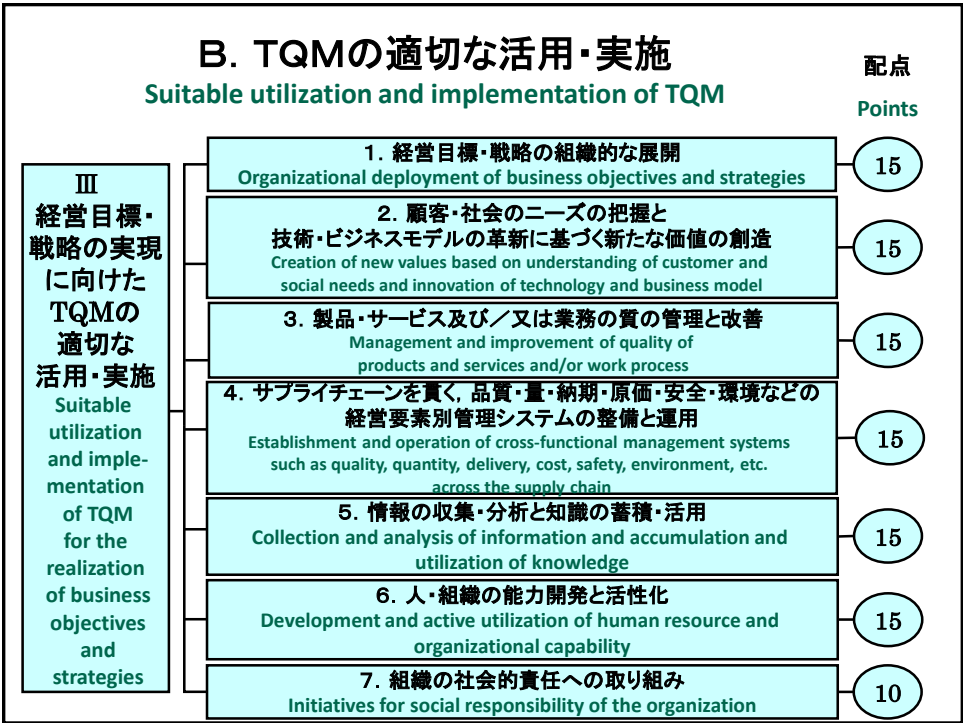 B．TQMの適切な活用・実施
Suitable utilization and implementation of TQM
配点
Points
Ⅲ
経営目標・
戦略の実現
に向けた
TQMの
適切な
活用・実施
Suitable
utilization
and imple-
mentation
of TQM
for the
realization
of business
objectives
and
strategies
１．経営目標・戦略の組織的な展開
Organizational deployment of business objectives and strategies
15
２．顧客・社会のニーズの把握と
技術・ビジネスモデルの革新に基づく新たな価値の創造
Creation of new values based on understanding of customer and
social needs and innovation of technology and business model
15
３．製品・サービス及び／又は業務の質の管理と改善
Management and improvement of quality of
products and services and/or work process
15
４．サプライチェーンを貫く，品質・量・納期・原価・安全・環境などの
経営要素別管理システムの整備と運用
Establishment and operation of cross-functional management systems
such as quality, quantity, delivery, cost, safety, environment, etc.
across the supply chain
15
５．情報の収集・分析と知識の蓄積・活用
Collection and analysis of information and accumulation and
utilization of knowledge
15
６．人・組織の能力開発と活性化
Development and active utilization of human resource and
organizational capability
15
７．組織の社会的責任への取り組み
Initiatives for social responsibility of the organization
10